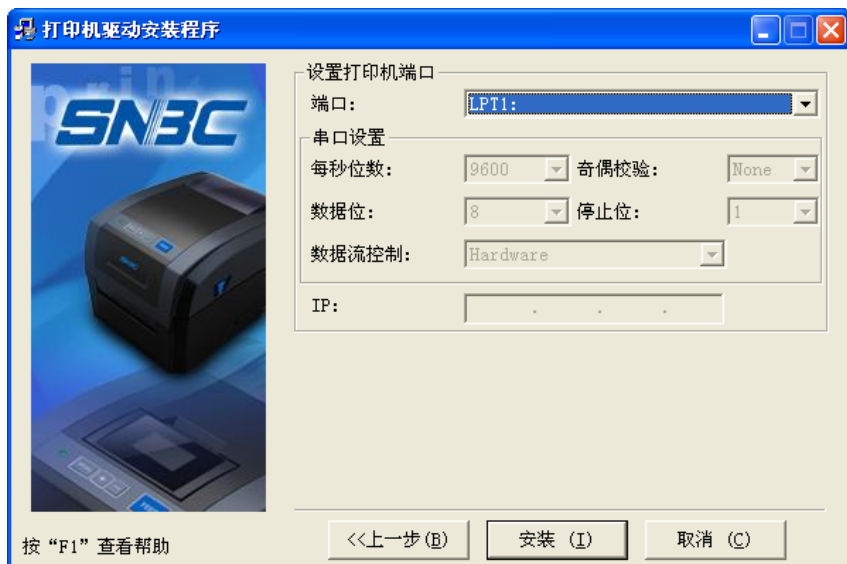 打印机驱动安装程序
prin
SNBC
设置打印机端口
端口: LPT1:
串口设置
每秒位数: 9600 奇偶校验: None
数据位: 8 停止位: 1
数据流控制: Hardware
IP: . . .
按“F1”查看帮助
<<上一步(B) 安装 (I) 取消 (C)